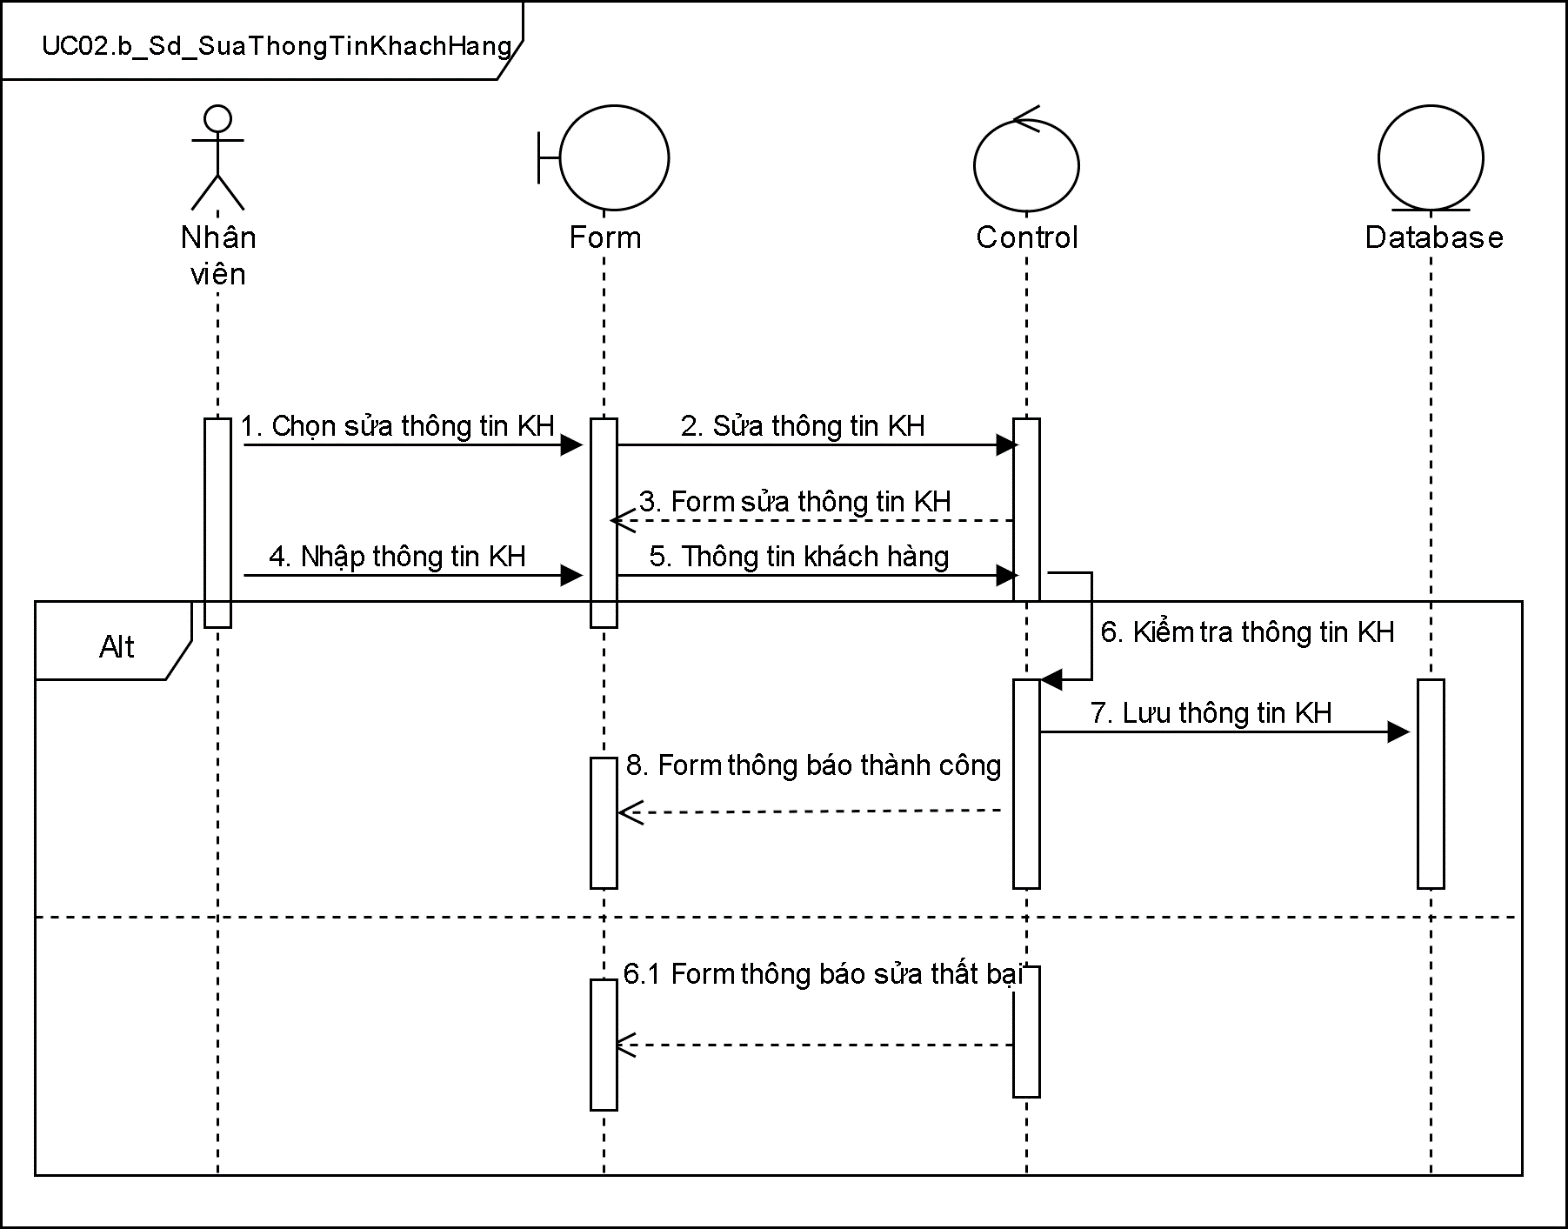 UC02.b_Sd_SuaThongTinKhachHang
Nhân
viên
Form
Control
Database
1. Chọn sửa thông tin KH
2. Sửa thông tin KH
3. Form sửa thông tin KH
4. Nhập thông tin KH
5. Thông tin khách hàng
Alt
6. Kiểm tra thông tin KH
7. Lưu thông tin KH
8. Form thông báo thành công
6.1 Form thông báo sửa thất bại